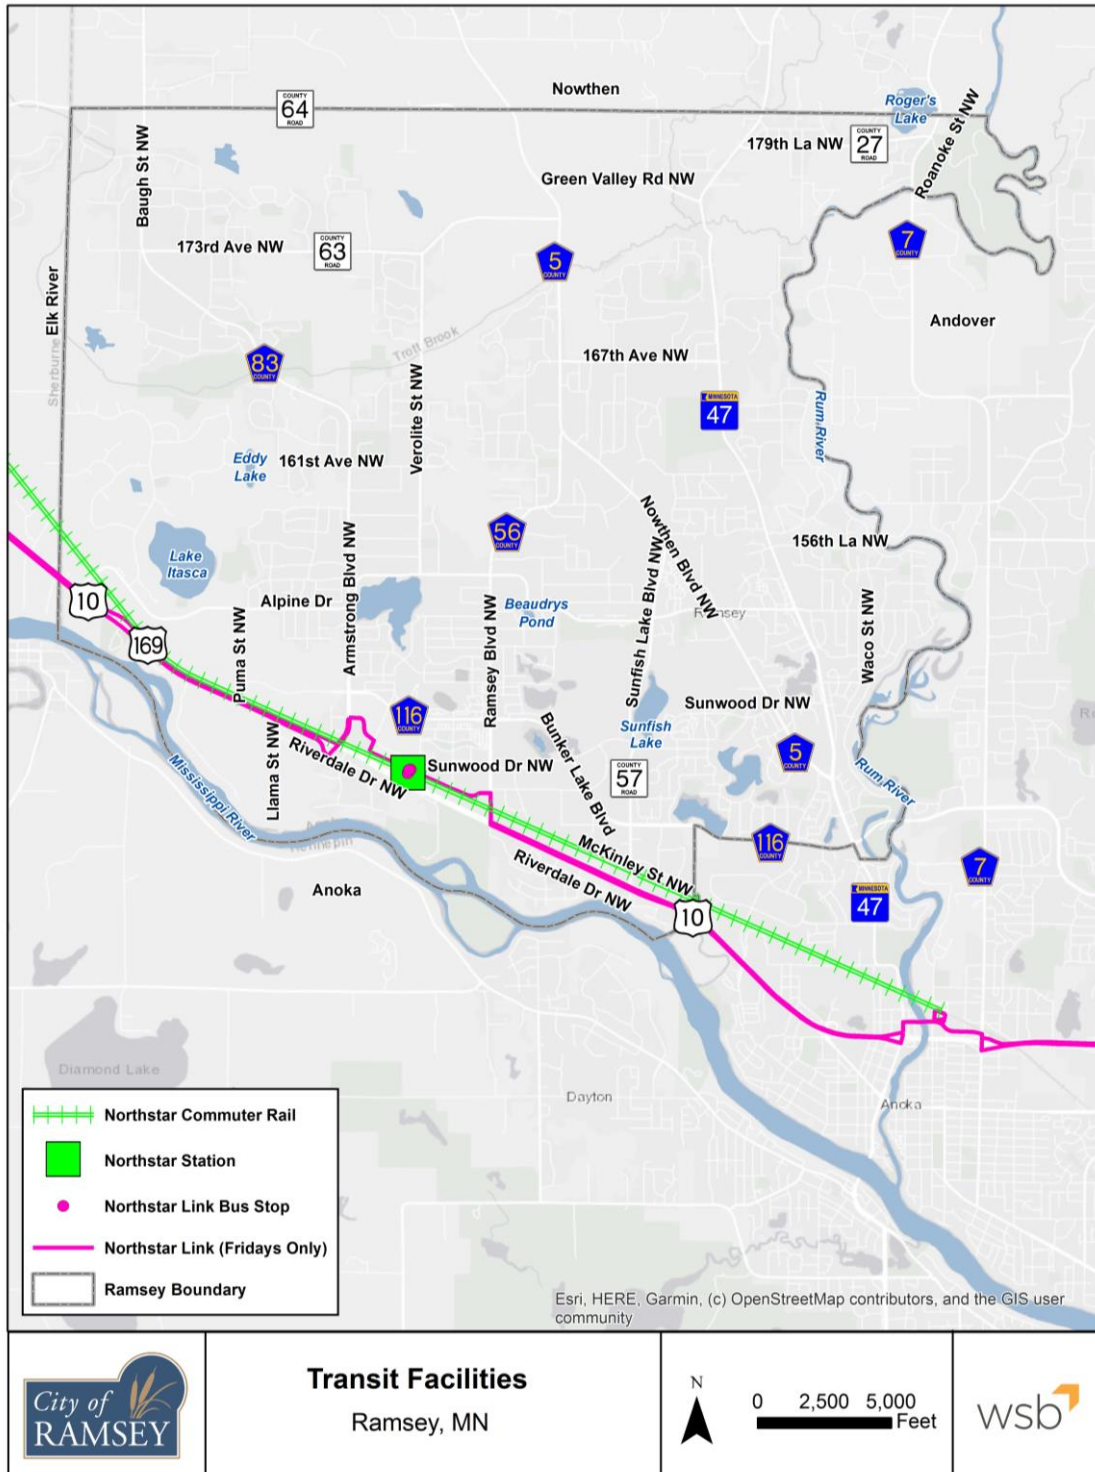 Nowthen
COUNTY
64
ROAD
Roger's
Lake
179th La NW
COUNTY
27
ROAD
Roanoke St NW
Baugh St NW
Green Valley Rd NW
173rd Ave NW
COUNTY
63
ROAD
5
COUNTY
7
COUNTY
Elk River
Sherburne
Andover
Trott Brook
83
COUNTY
167th Ave NW
Verolite St NW
MINNESOTA
47
Rum River
Eddy
Lake
161st Ave NW
Nowthen Blvd NW
56
COUNTY
156th La NW
Lake
Itasca
Armstrong Blvd NW
Sunfish Lake Blvd NW
10
Alpine Dr
Beaudrys
Pond
Ramsey
Waco St NW
169
Puma St NW
Ramsey Blvd NW
116
COUNTY
Sunwood Dr NW
Sunfish
Lake
Bunker Lake Blvd
5
COUNTY
Llama St NW
Riverdale Dr NW
Sunwood Dr NW
COUNTY
57
ROAD
Rum River
Mississippi River
Hennepin
McKinley St NW
116
COUNTY
7
COUNTY
Anoka
Riverdale Dr NW
10
MINNESOTA
47
Diamond Lake
Dayton
Anoka
Northstar Commuter Rail
Northstar Station
Northstar Link Bus Stop
Northstar Link (Fridays Only)
Ramsey Boundary
Esri, HERE, Garmin, (c) OpenStreetMap contributors, and the GIS user
community
City of
RAMSEY
Transit Facilities
Ramsey, MN
N
0 2,500 5,000
Feet
wsb